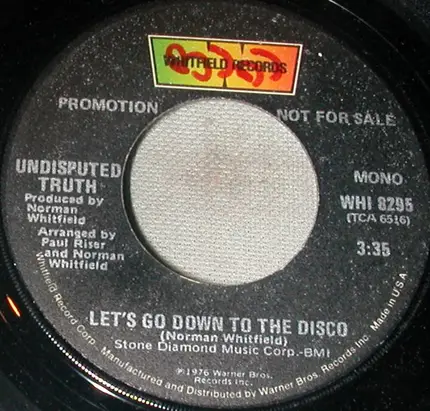 WHITFIELD RECORDS
PROMOTION
NOT FOR SALE
UNDISPUTED
TRUTH
Produced by
Norman
Whitfield
Arranged by
Paul Riser
and Norman
Whitfield
MONO
WHI 8295
(TCA 6516)
3:35
LET'S GO DOWN TO THE DISCO
(Norman Whitfield)
Stone Diamond Music Corp.-BMI
℗1976 Warner Bros.
Records Inc.
Whitfield Record Corp. Manufactured and Distributed by Warner Bros. Records Inc. Made in U.S.A.